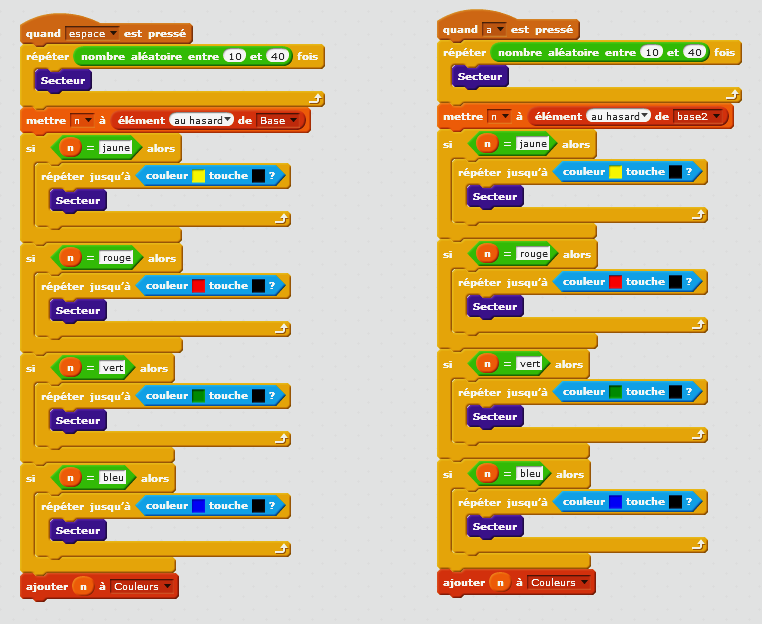 quand espace est pressé
répéter nombre aléatoire entre 10 et 40 fois
Secteur
mettre n à élément au hasard de Base
si n = jaune alors
répéter jusqu'à couleur touche ?
Secteur
si n = rouge alors
répéter jusqu'à couleur touche ?
Secteur
si n = vert alors
répéter jusqu'à couleur touche ?
Secteur
si n = bleu alors
répéter jusqu'à couleur touche ?
Secteur
ajouter n à Couleurs
quand a est pressé
répéter nombre aléatoire entre 10 et 40 fois
Secteur
mettre n à élément au hasard de base2
si n = jaune alors
répéter jusqu'à couleur touche ?
Secteur
si n = rouge alors
répéter jusqu'à couleur touche ?
Secteur
si n = vert alors
répéter jusqu'à couleur touche ?
Secteur
si n = bleu alors
répéter jusqu'à couleur touche ?
Secteur
ajouter n à Couleurs